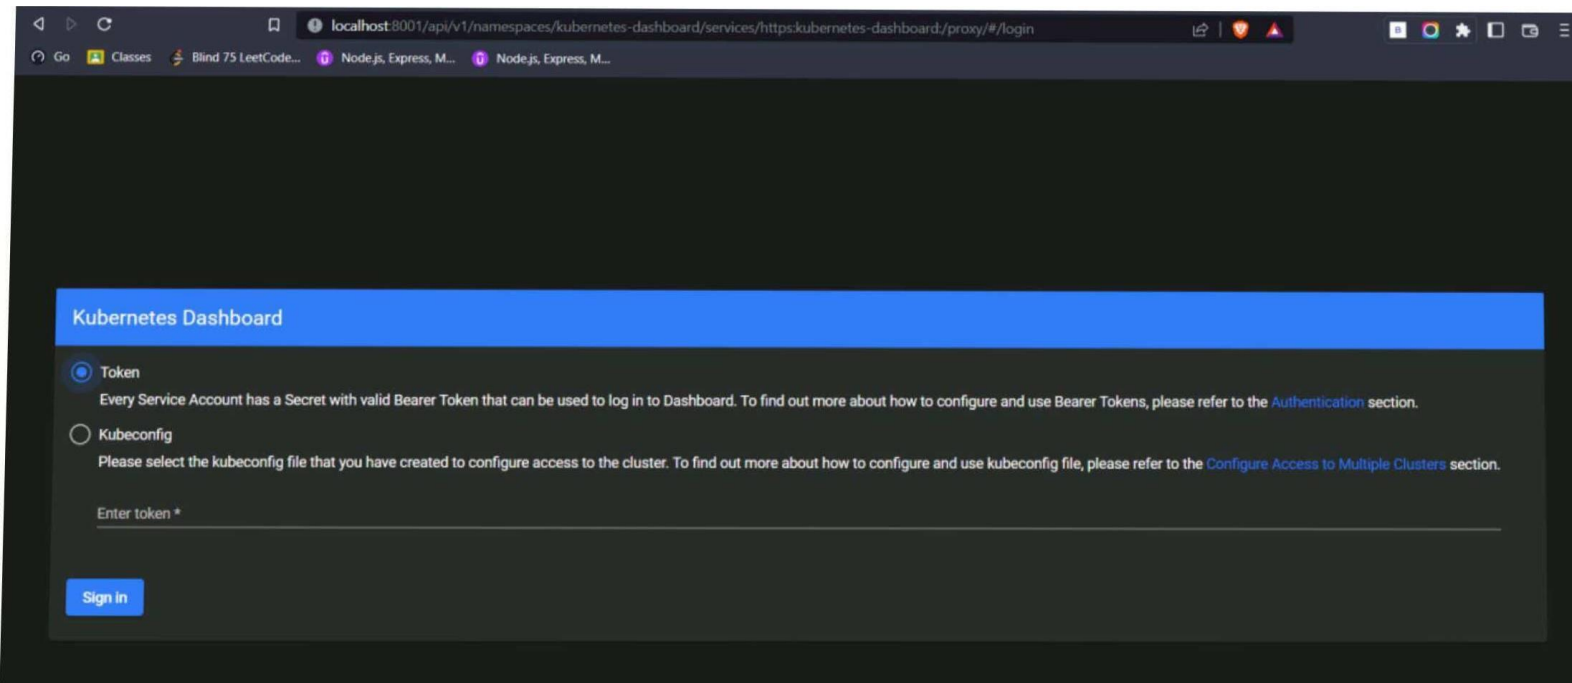 localhost:8001/api/v1/namespaces/kubernetes-dashboard/services/https:kubernetes-dashboard:/proxy/#/login
Go Classes Blind 75 LeetCode... Node.js, Express, M... Node.js, Express, M...
Kubernetes Dashboard
Token
Every Service Account has a Secret with valid Bearer Token that can be used to log in to Dashboard. To find out more about how to configure and use Bearer Tokens, please refer to the Authentication section.
Kubeconfig
Please select the kubeconfig file that you have created to configure access to the cluster. To find out more about how to configure and use kubeconfig file, please refer to the Configure Access to Multiple Clusters section.
Enter token *
Sign in